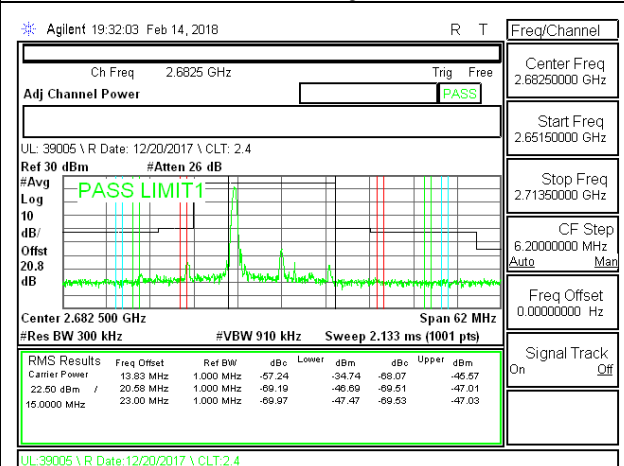 Agilent 19:32:03 Feb 14, 2018 R T Freq/Channel
Ch Freq 2.6825 GHz Trig Free
Adj Channel Power PASS
UL: 39005 \ R Date: 12/20/2017 \ CLT: 2.4
Ref 30 dBm #Atten 26 dB
#Avg
Log
10
dB/
Offst
20.8
dB
PASS LIMIT1
Center 2.682 500 GHz Span 62 MHz
#Res BW 300 kHz #VBW 910 kHz Sweep 2.133 ms (1001 pts)
RMS Results Freq Offset Ref BW dBc Lower dBm dBc Upper dBm
Carrier Power 13.83 MHz 1.000 MHz -57.24 -34.74 -68.07 -45.57
22.50 dBm / 20.58 MHz 1.000 MHz -69.19 -46.69 -69.51 -47.01
15.0000 MHz 23.00 MHz 1.000 MHz -69.97 -47.47 -69.53 -47.03
UL:39005 \ R Date:12/20/2017 \ CLT:2.4
Center Freq
2.68250000 GHz
Start Freq
2.65150000 GHz
Stop Freq
2.71350000 GHz
CF Step
6.20000000 MHz
Auto Man
Freq Offset
0.00000000 Hz
Signal Track
On Off